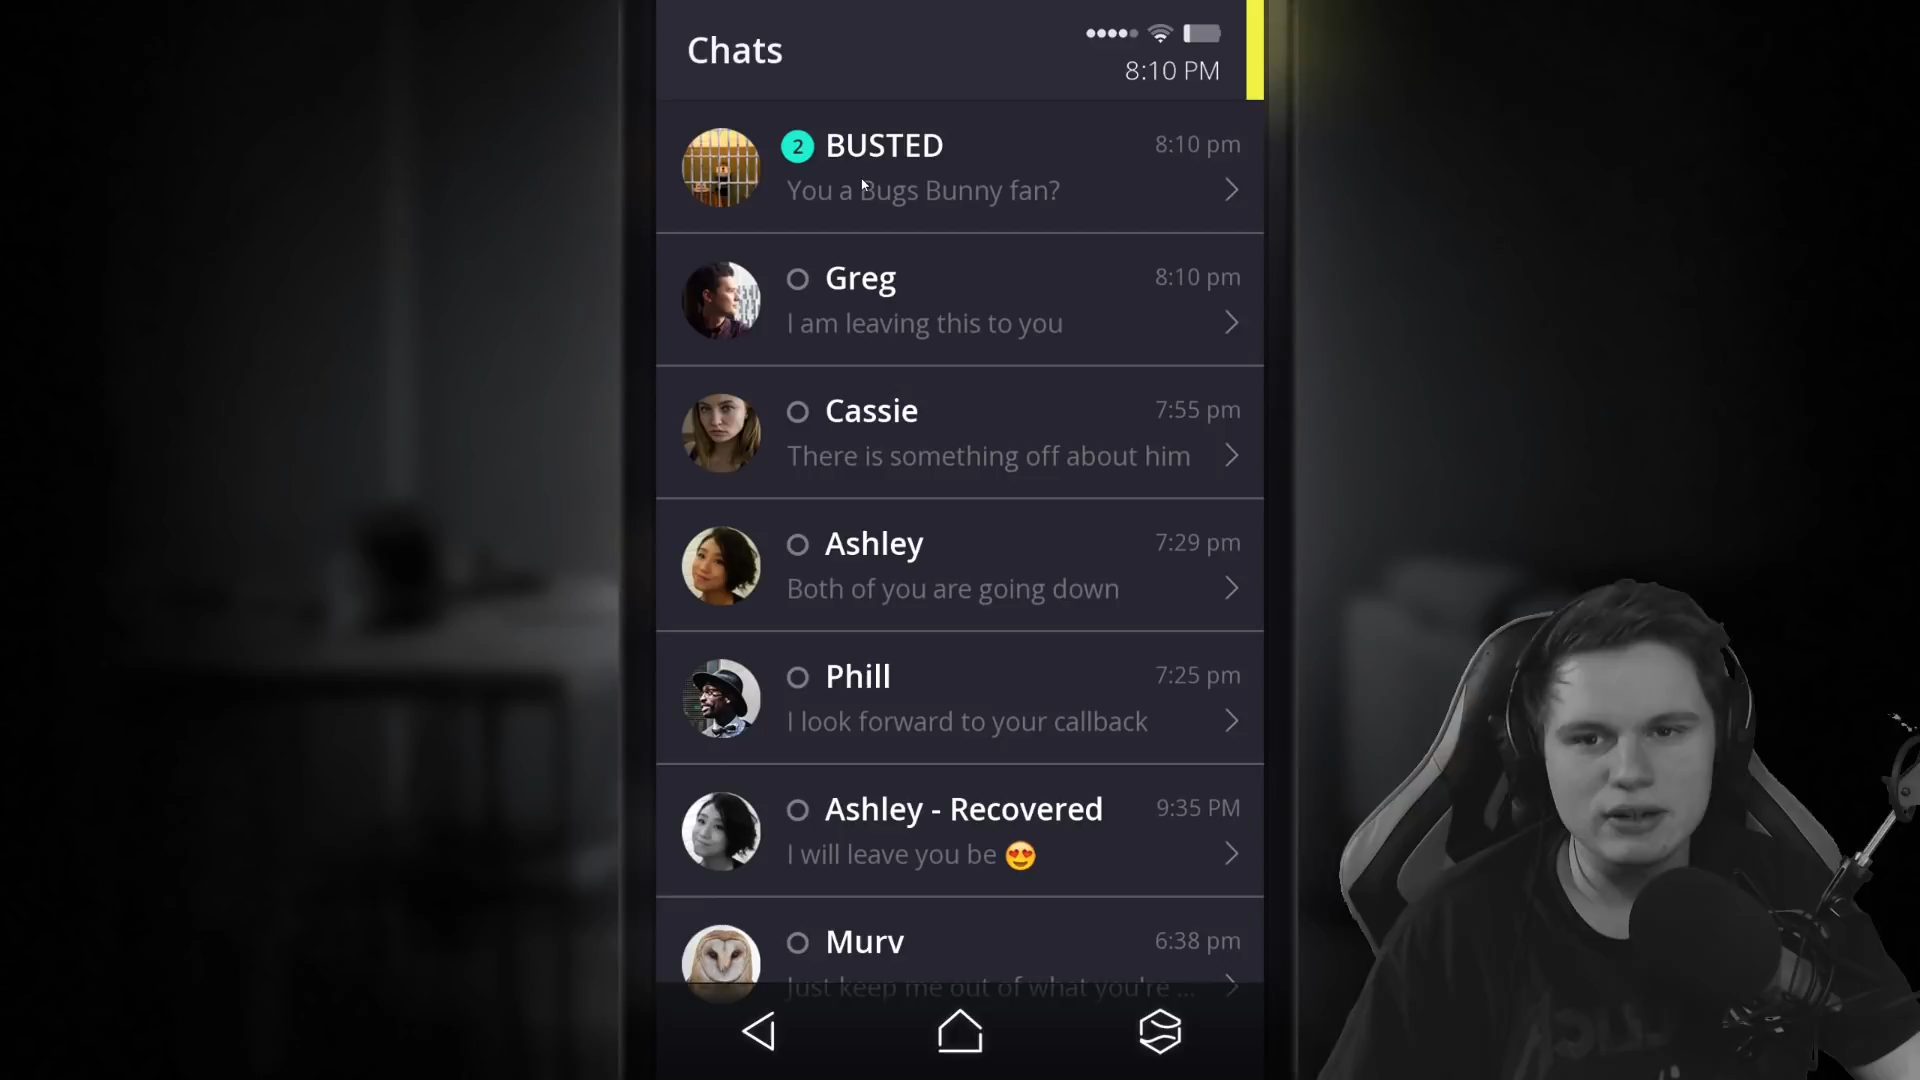 Chats
8:10 PM
2 BUSTED 8:10 pm
You a Bugs Bunny fan?
Greg 8:10 pm
I am leaving this to you
Cassie 7:55 pm
There is something off about him
Ashley 7:29 pm
Both of you are going down
Phill 7:25 pm
I look forward to your callback
Ashley - Recovered 9:35 PM
I will leave you be 😍
Murv 6:38 pm
Just keep me out of what you're ...